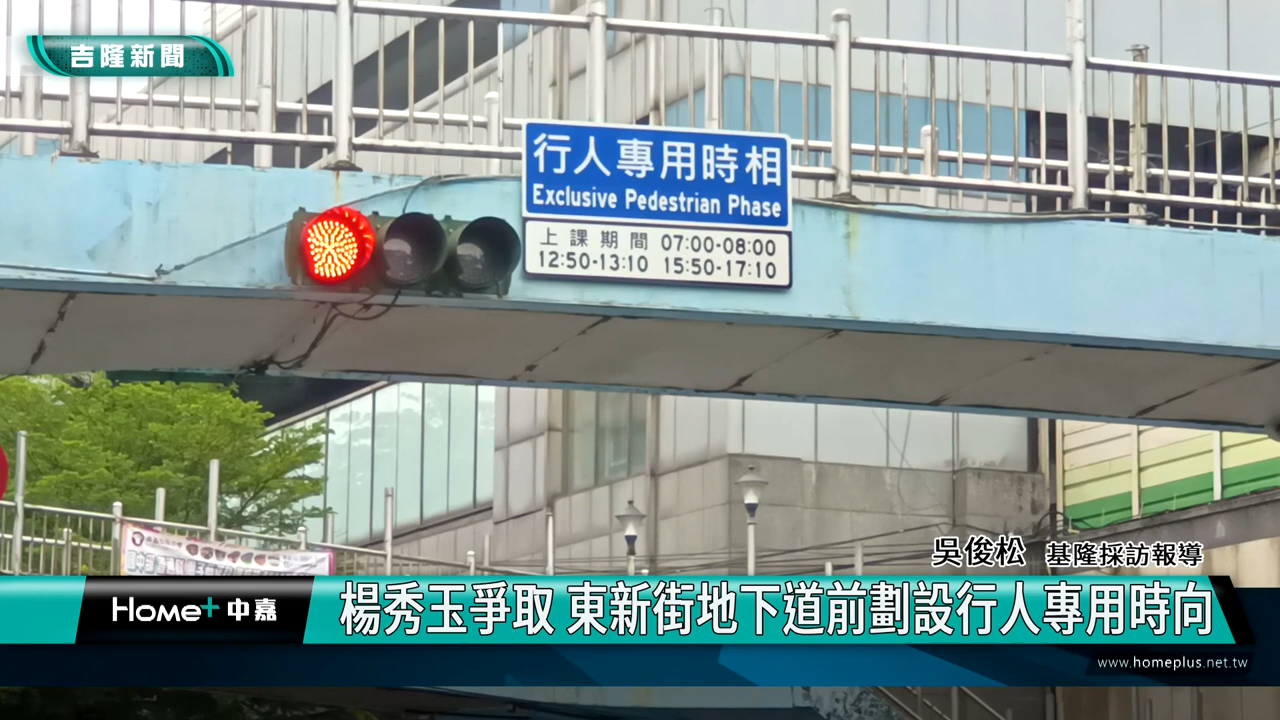 吉隆新聞
行人專用時相
Exclusive Pedestrian Phase
上課期間 07:00-08:00
12:50-13:10 15:50-17:10
吳俊松 基隆採訪報導
Home+ 中嘉
楊秀玉爭取 東新街地下道前劃設行人專用時向
www.homeplus.net.tw